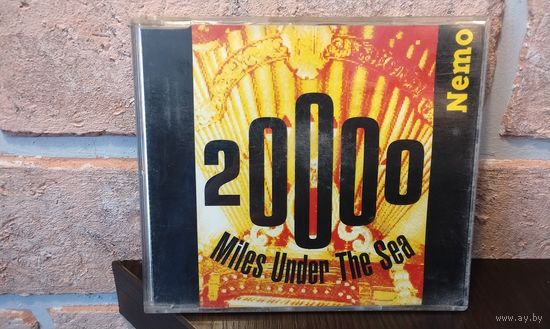 Nemo
20000
Miles Under The Sea
www.ay.by